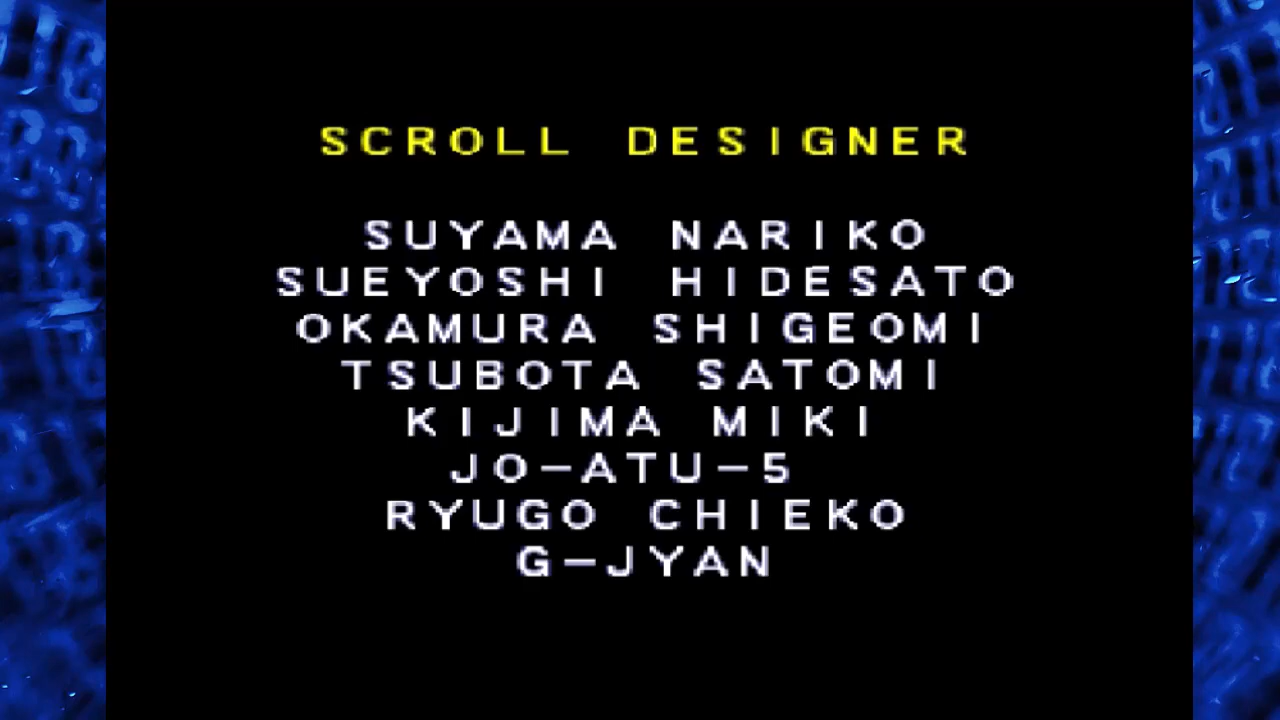 SCROLL DESIGNER
SUYAMA NARIKO
SUEYOSHI HIDESATO
OKAMURA SHIGEOMI
TSUBOTA SATOMI
KIJIMA MIKI
JO-ATU-5
RYUGO CHIEKO
G-JYAN